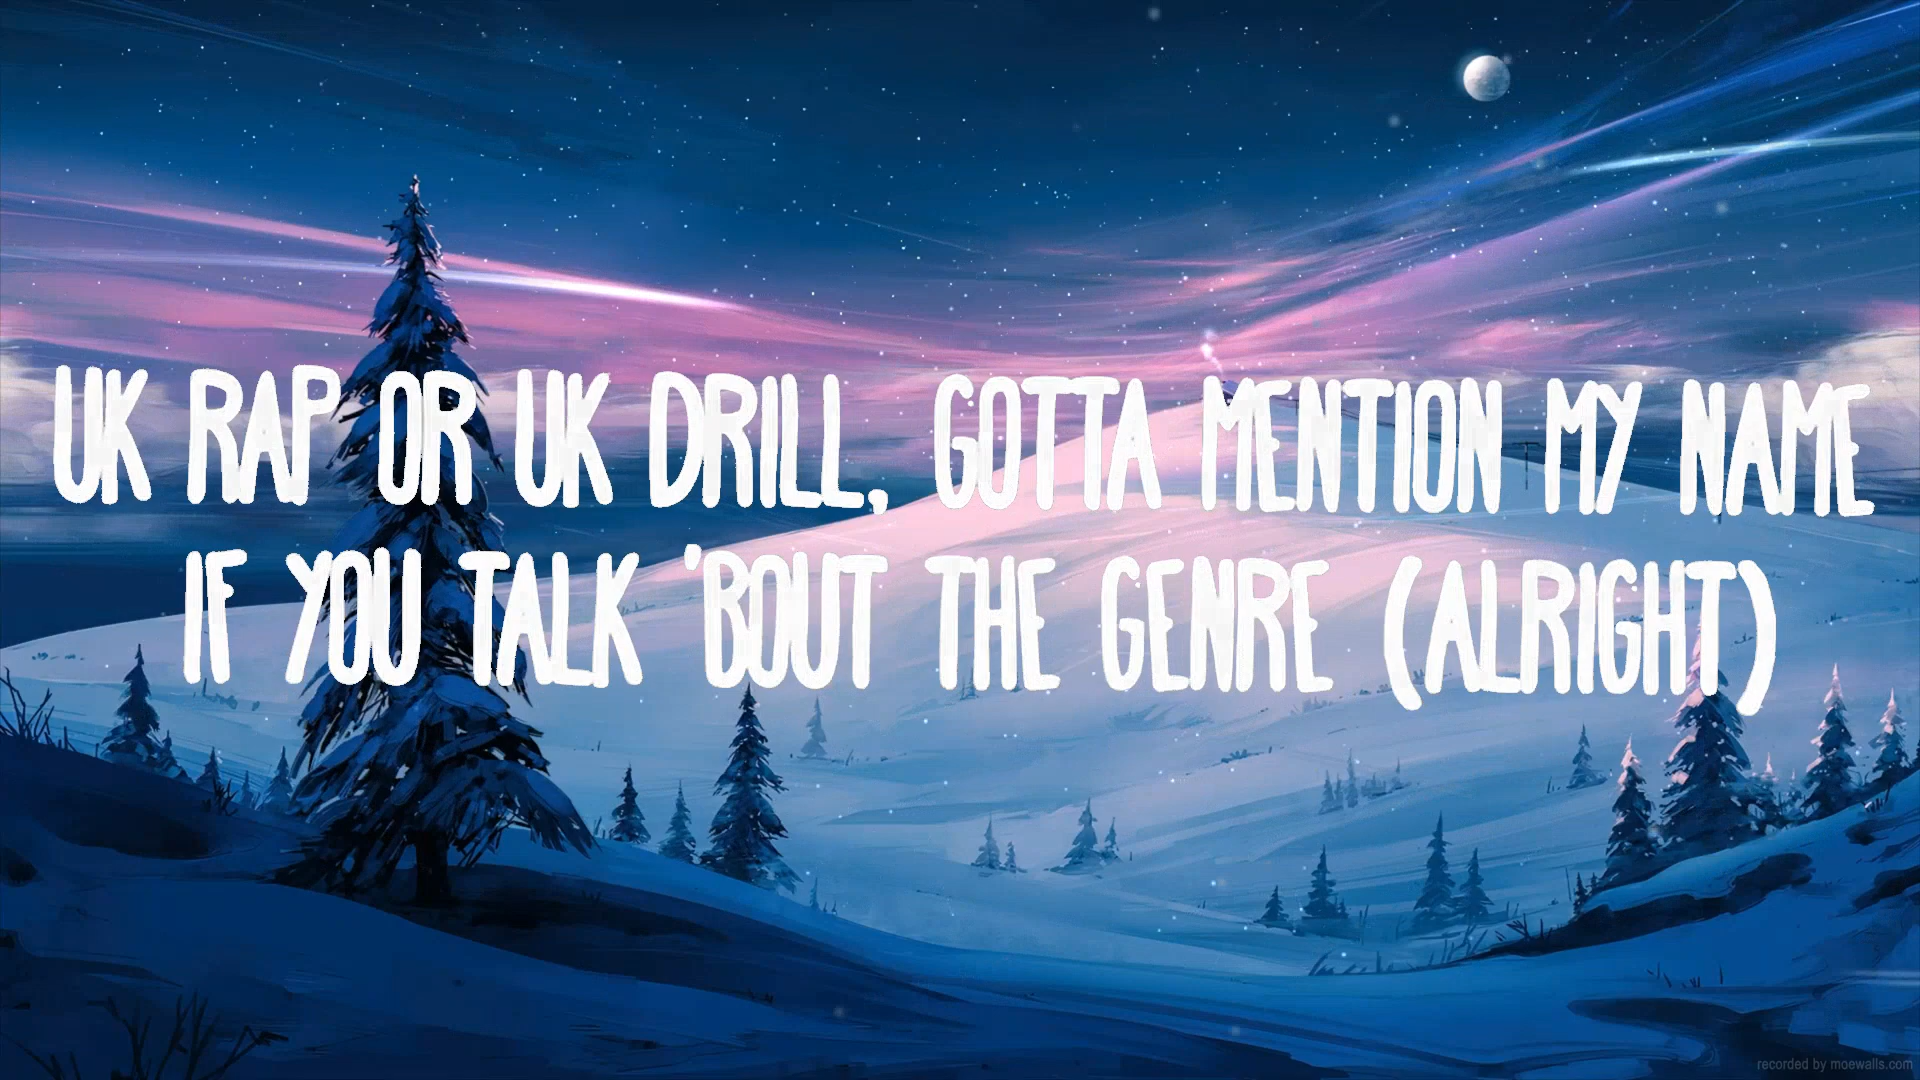 UK RAP OR UK DRILL, GOTTA MENTION MY NAME
IF YOU TALK 'BOUT THE GENRE (ALRIGHT)
recorded by moewalls.com